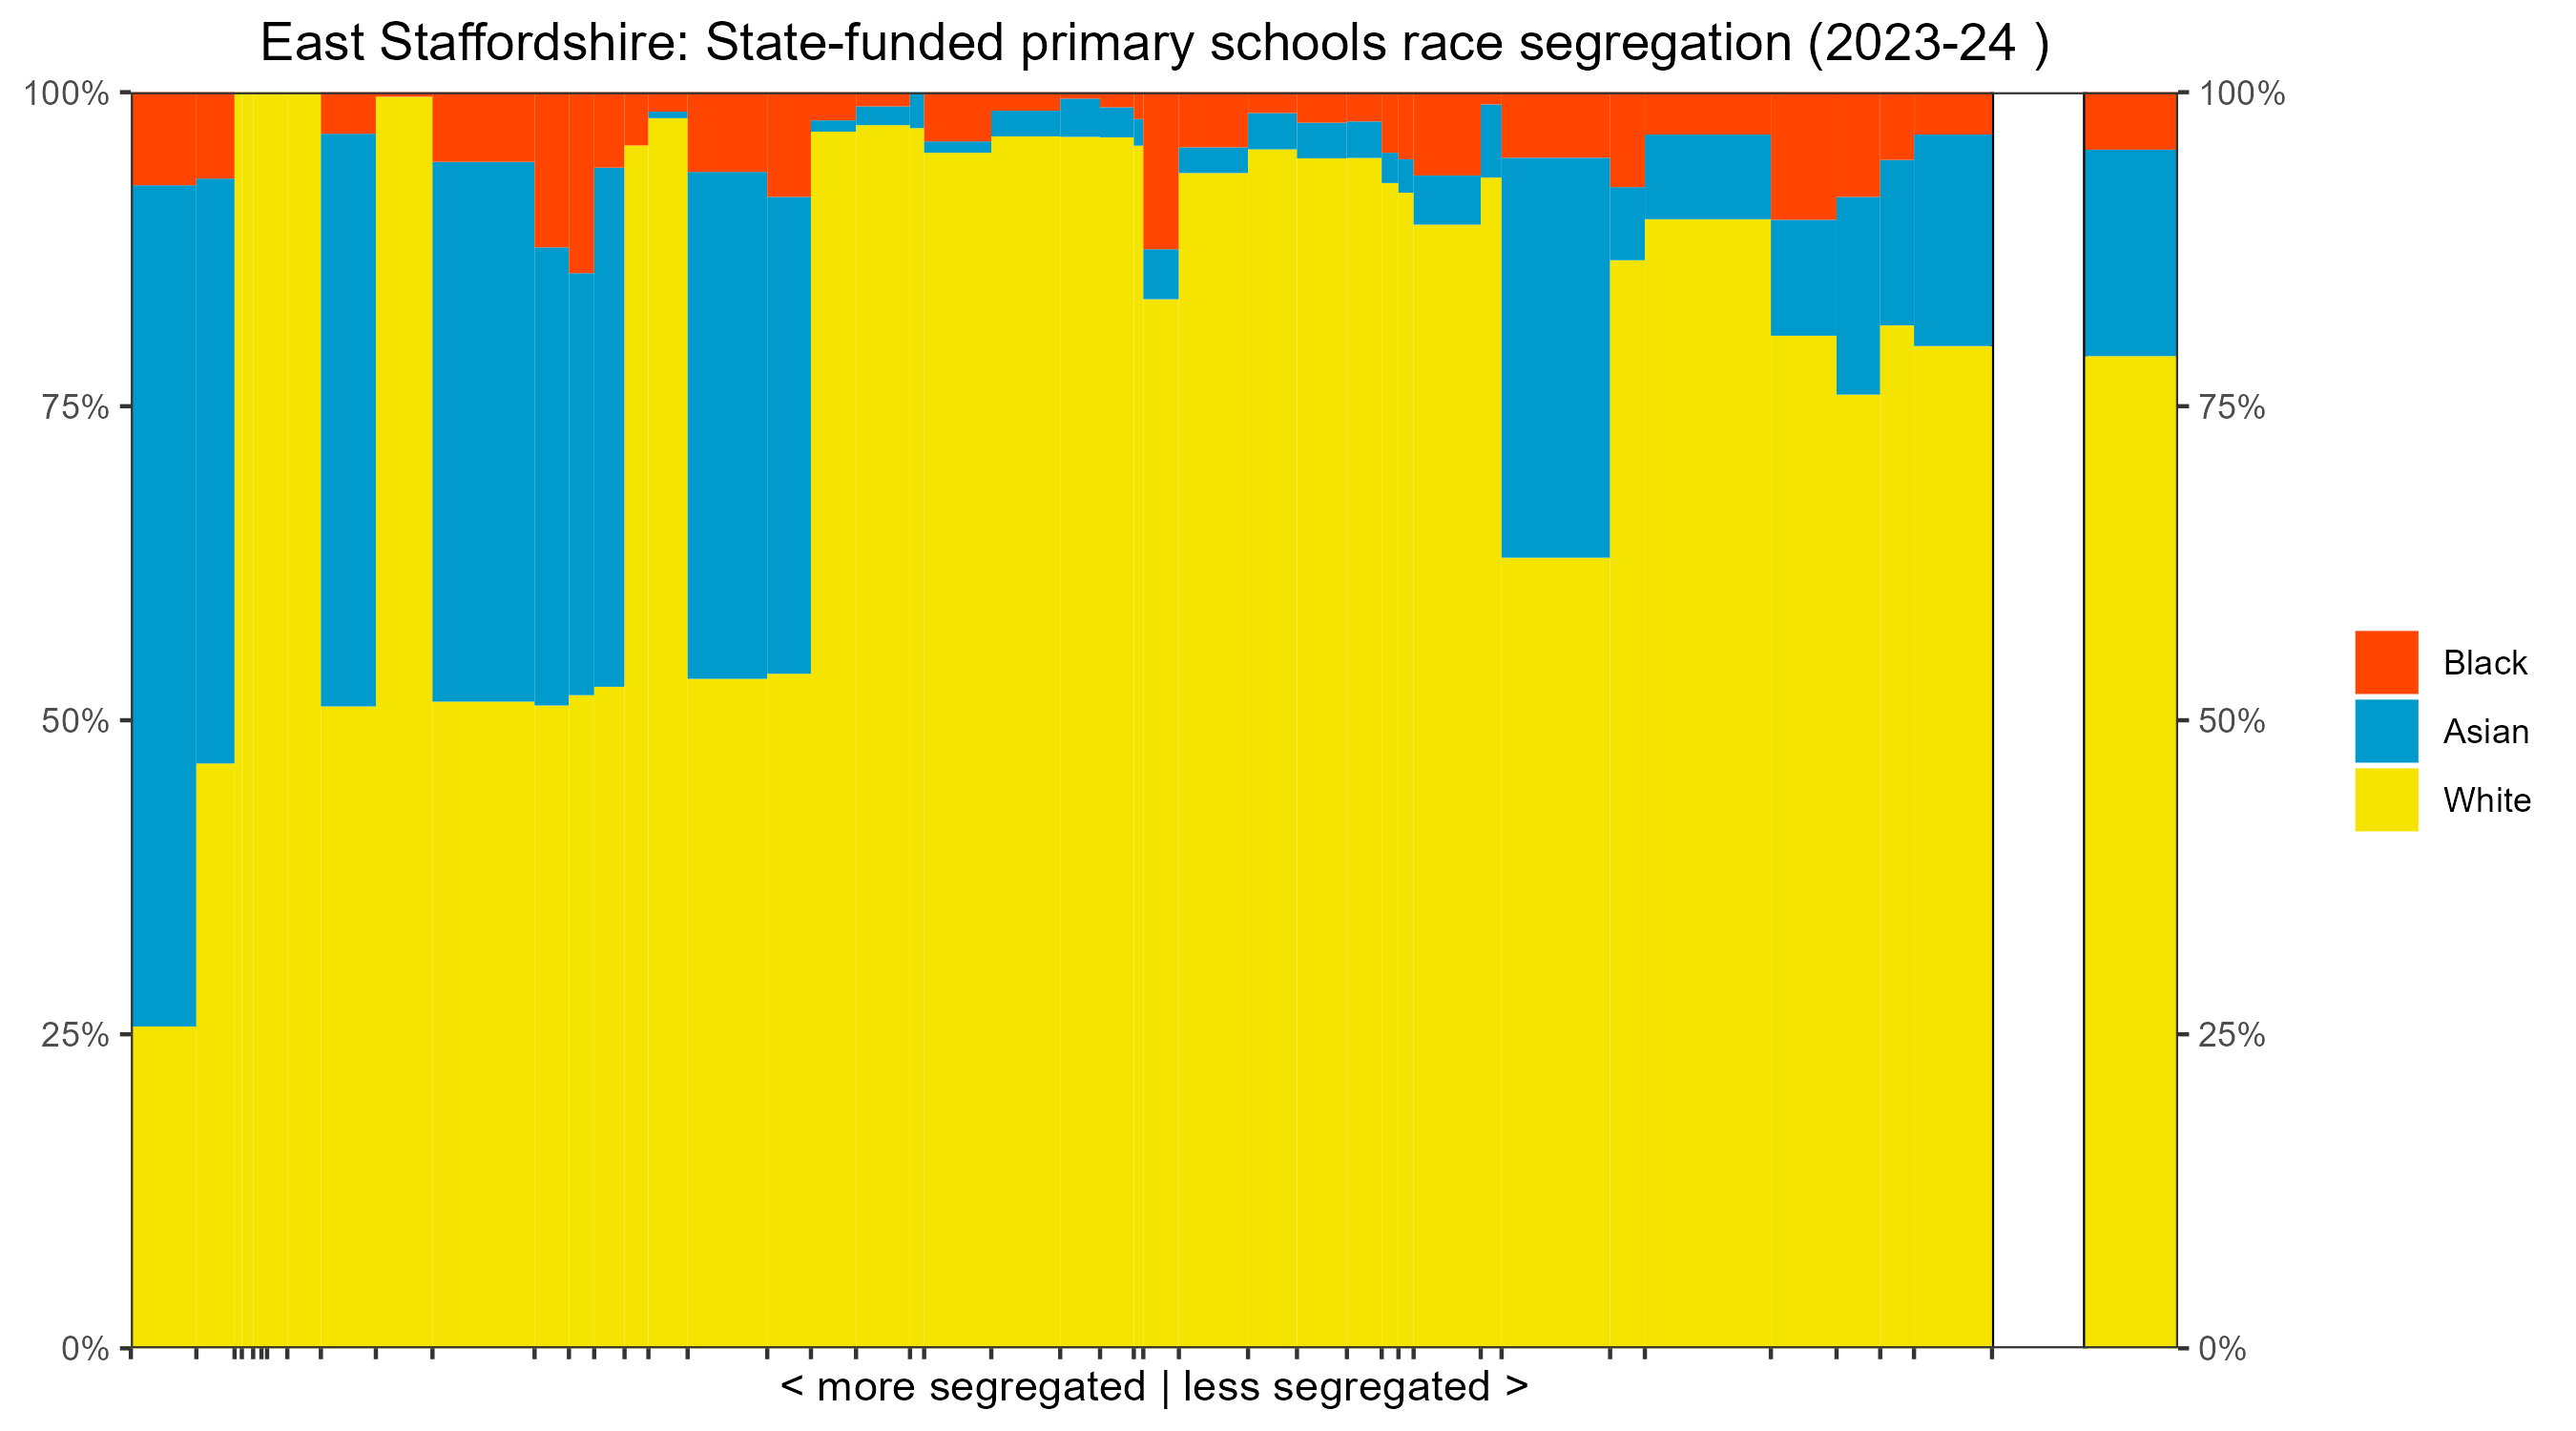 East Staffordshire: State-funded primary schools race segregation (2023-24 )
100%
75%
50%
25%
0%
100%
75%
50%
25%
0%
Black
Asian
White
< more segregated | less segregated >